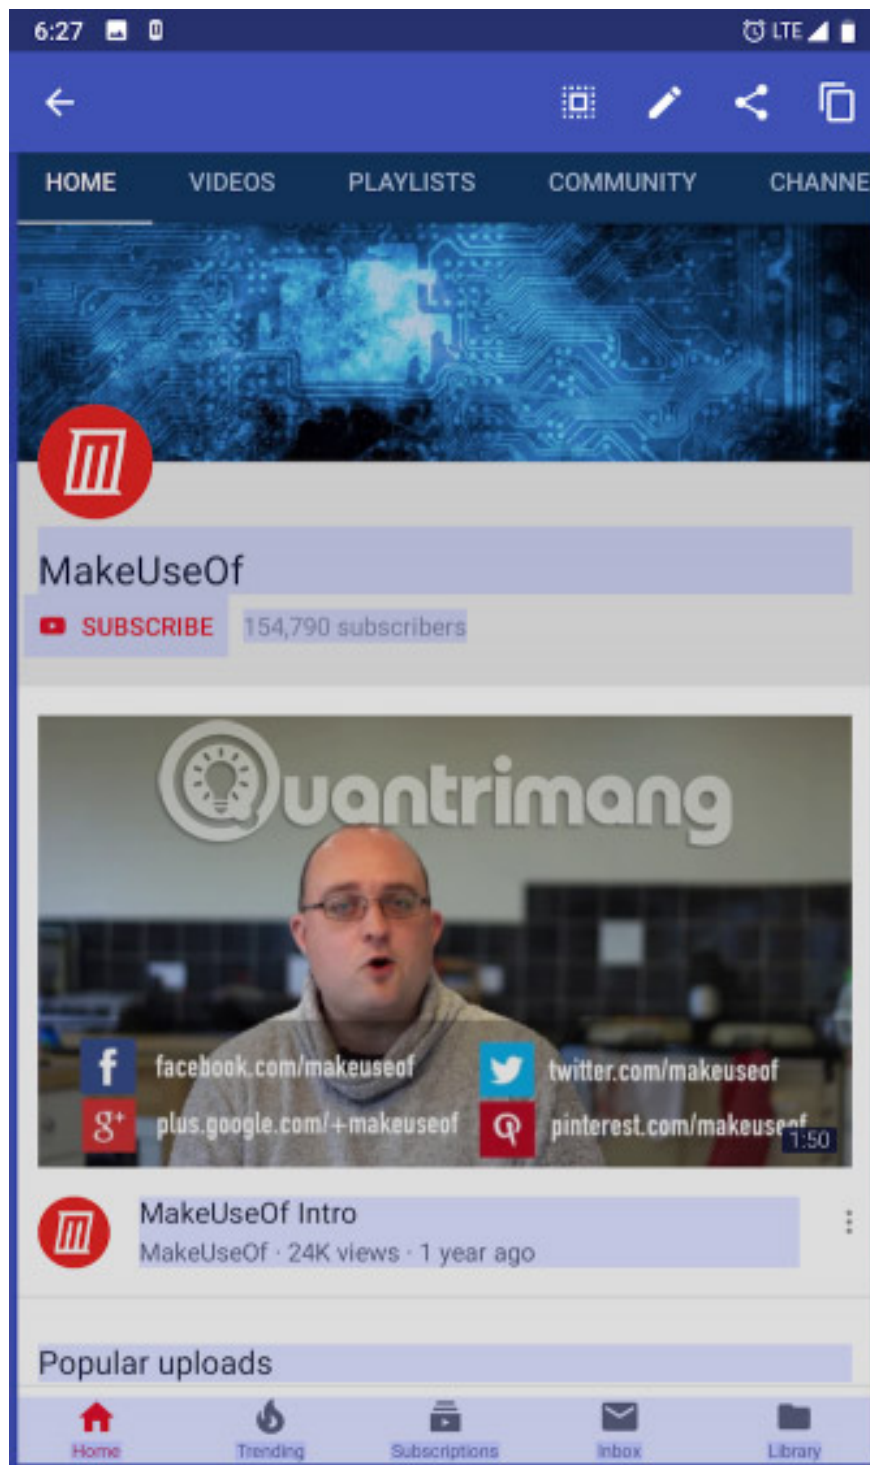 6:27 LTE
HOME VIDEOS PLAYLISTS COMMUNITY CHANNE
MakeUseOf
SUBSCRIBE 154,790 subscribers
Quantrimang
f facebook.com/makeuseof twitter.com/makeuseof
g+ plus.google.com/+makeuseof pinterest.com/makeuseof
1:50
MakeUseOf Intro
MakeUseOf · 24K views · 1 year ago
Popular uploads
Home Trending Subscriptions Inbox Library